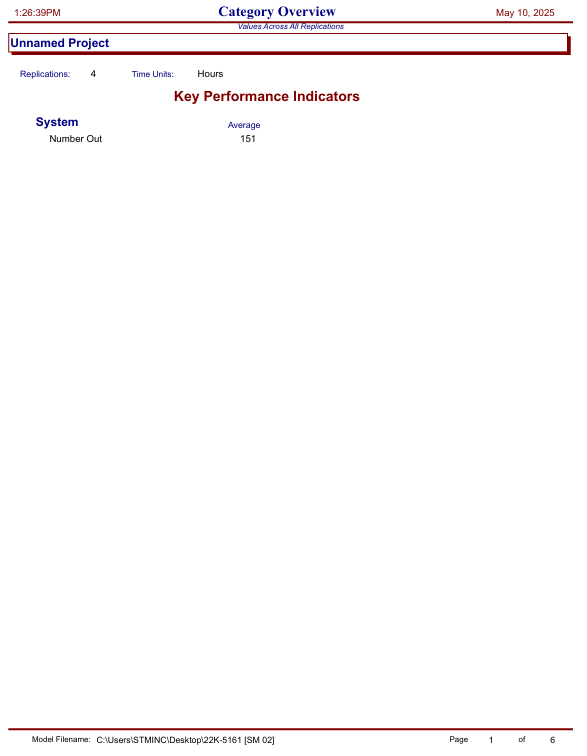 1:26:39PM Category Overview May 10, 2025
Values Across All Replications
Unnamed Project
Replications: 4 Time Units: Hours
Key Performance Indicators
System Average
Number Out 151
Model Filename: C:\Users\STMINC\Desktop\22K-5161 [SM 02] Page 1 of 6